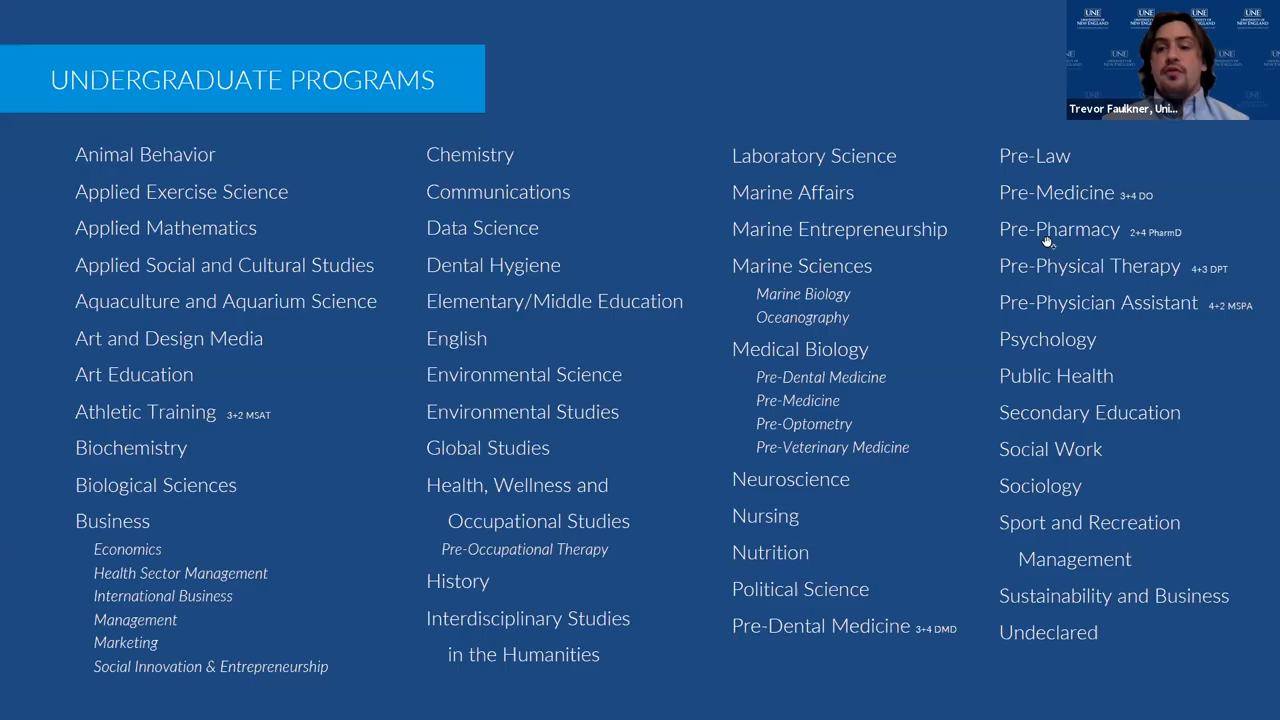 UNDERGRADUATE PROGRAMS
UNE
UNIVERSITY OF
NEW ENGLAND
Trevor Faulkner, Uni...
Animal Behavior
Applied Exercise Science
Applied Mathematics
Applied Social and Cultural Studies
Aquaculture and Aquarium Science
Art and Design Media
Art Education
Athletic Training 3+2 MSAT
Biochemistry
Biological Sciences
Business
Economics
Health Sector Management
International Business
Management
Marketing
Social Innovation & Entrepreneurship
Chemistry
Communications
Data Science
Dental Hygiene
Elementary/Middle Education
English
Environmental Science
Environmental Studies
Global Studies
Health, Wellness and
Occupational Studies
Pre-Occupational Therapy
History
Interdisciplinary Studies
in the Humanities
Laboratory Science
Marine Affairs
Marine Entrepreneurship
Marine Sciences
Marine Biology
Oceanography
Medical Biology
Pre-Dental Medicine
Pre-Medicine
Pre-Optometry
Pre-Veterinary Medicine
Neuroscience
Nursing
Nutrition
Political Science
Pre-Dental Medicine 3+4 DMD
Pre-Law
Pre-Medicine 3+4 DO
Pre-Pharmacy 2+4 PharmD
Pre-Physical Therapy 4+3 DPT
Pre-Physician Assistant 4+2 MSPA
Psychology
Public Health
Secondary Education
Social Work
Sociology
Sport and Recreation
Management
Sustainability and Business
Undeclared